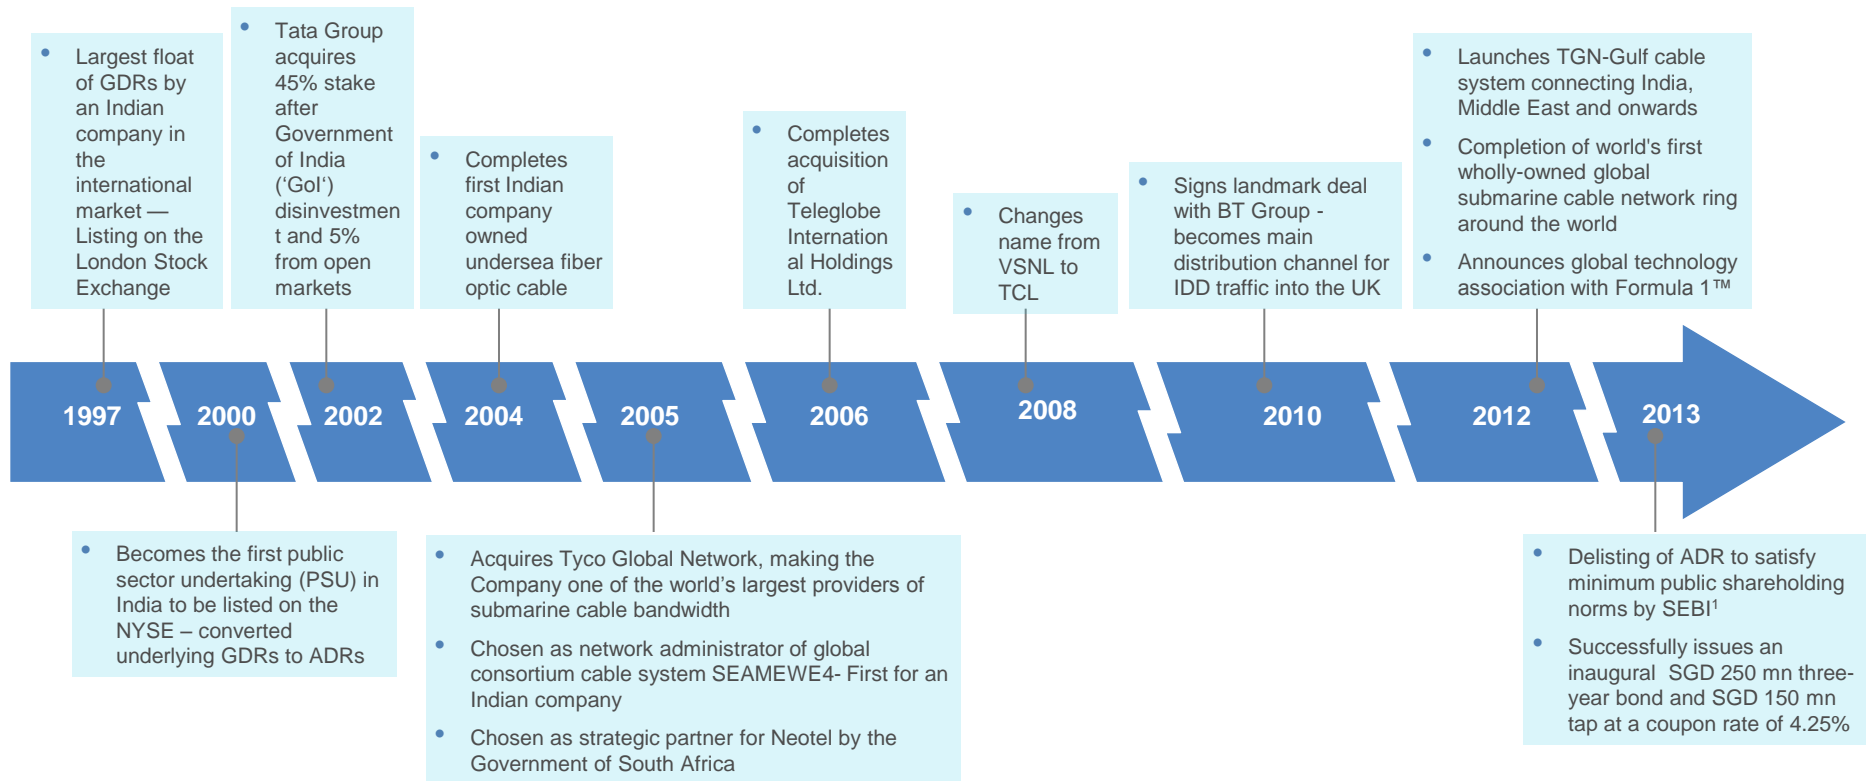 • Largest float
of GDRs by
an Indian
company in
the
international
market —
Listing on the
London Stock
Exchange
• Tata Group
acquires
45% stake
after
Government
of India
(‘GoI‘)
disinvestmen
t and 5%
from open
markets
• Completes
first Indian
company
owned
undersea fiber
optic cable
• Completes
acquisition
of
Teleglobe
Internation
al Holdings
Ltd.
• Changes
name from
VSNL to
TCL
• Signs landmark deal
with BT Group -
becomes main
distribution channel for
IDD traffic into the UK
• Launches TGN-Gulf cable
system connecting India,
Middle East and onwards
• Completion of world's first
wholly-owned global
submarine cable network ring
around the world
• Announces global technology
association with Formula 1™
1997
2000
2002
2004
2005
2006
2008
2010
2012
2013
• Becomes the first public
sector undertaking (PSU) in
India to be listed on the
NYSE – converted
underlying GDRs to ADRs
• Acquires Tyco Global Network, making the
Company one of the world’s largest providers of
submarine cable bandwidth
• Chosen as network administrator of global
consortium cable system SEAMEWE4- First for an
Indian company
• Chosen as strategic partner for Neotel by the
Government of South Africa
• Delisting of ADR to satisfy
minimum public shareholding
norms by SEBI¹
• Successfully issues an
inaugural SGD 250 mn three-
year bond and SGD 150 mn
tap at a coupon rate of 4.25%